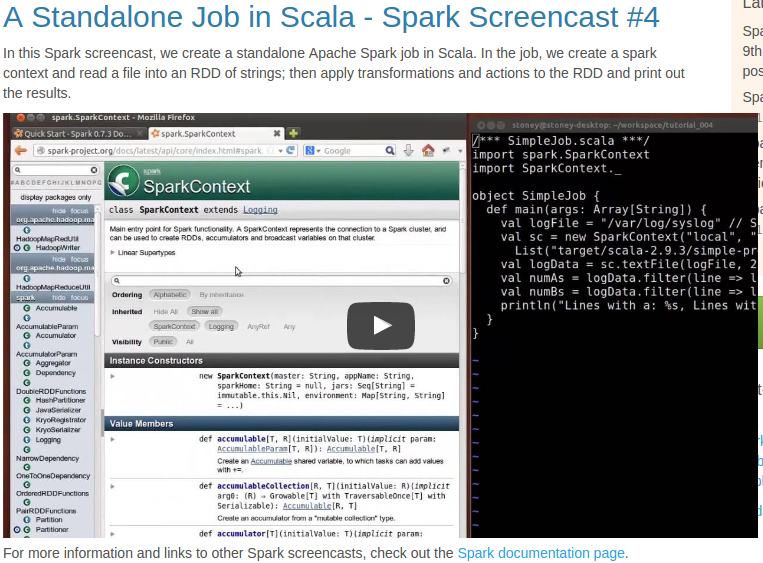 A Standalone Job in Scala - Spark Screencast #4
In this Spark screencast, we create a standalone Apache Spark job in Scala. In the job, we create a spark
context and read a file into an RDD of strings; then apply transformations and actions to the RDD and print out
the results.
spark.SparkContext - Mozilla Firefox
Quick Start - Spark 0.7.3 Do...
spark.SparkContext
spark-project.org/docs/latest/api/core/index.html#spark.
Google
#ABCDEFGHIJKLMNOPQ
display packages only
hide focus
org.apache.hadoop.ma
HadoopMapRedUtil
HadoopWriter
hide focus
org.apache.hadoop.ma
HadoopMapReduceUtil
spark hide focus
Accumulable
AccumulableParam
Accumulator
AccumulatorParam
Aggregator
Dependency
DoubleRDDFunctions
HashPartitioner
JavaSerializer
KryoRegistrator
KryoSerializer
Logging
NarrowDependency
OneToOneDependency
OrderedRDDFunctions
PairRDDFunctions
Partition
Partitioner
spark
SparkContext
class SparkContext extends Logging
Main entry point for Spark functionality. A SparkContext represents the connection to a Spark cluster, and
can be used to create RDDs, accumulators and broadcast variables on that cluster.
Linear Supertypes
Ordering Alphabetic By inheritance
Inherited Hide All Show all
SparkContext Logging AnyRef Any
Visibility Public All
Instance Constructors
new SparkContext(master: String, appName: String,
sparkHome: String = null, jars: Seq[String] =
immutable.this.Nil, environment: Map[String, String]
= ...)
Value Members
def accumulable[T, R](initialValue: T)(implicit param:
AccumulableParam[T, R]): Accumulable[T, R]
Create an Accumulable shared variable, to which tasks can add values
with +=.
def accumulableCollection[R, T](initialValue: R)(implicit
arg0: (R) ⇒ Growable[T] with TraversableOnce[T] with
Serializable): Accumulable[R, T]
Create an accumulator from a "mutable collection" type.
def accumulator[T](initialValue: T)(implicit param:
stoney@stoney-desktop: ~/workspace/tutorial_004
/*** SimpleJob.scala ***/
import spark.SparkContext
import SparkContext._
object SimpleJob {
def main(args: Array[String]) {
val logFile = "/var/log/syslog" // S
val sc = new SparkContext("local", "
List("target/scala-2.9.3/simple-pr
val logData = sc.textFile(logFile, 2
val numAs = logData.filter(line => l
val numBs = logData.filter(line => l
println("Lines with a: %s, Lines wit
}
}
~
~
~
~
~
~
~
~
~
~
~
~
~
For more information and links to other Spark screencasts, check out the Spark documentation page.
Spa
9th
pos
Spa